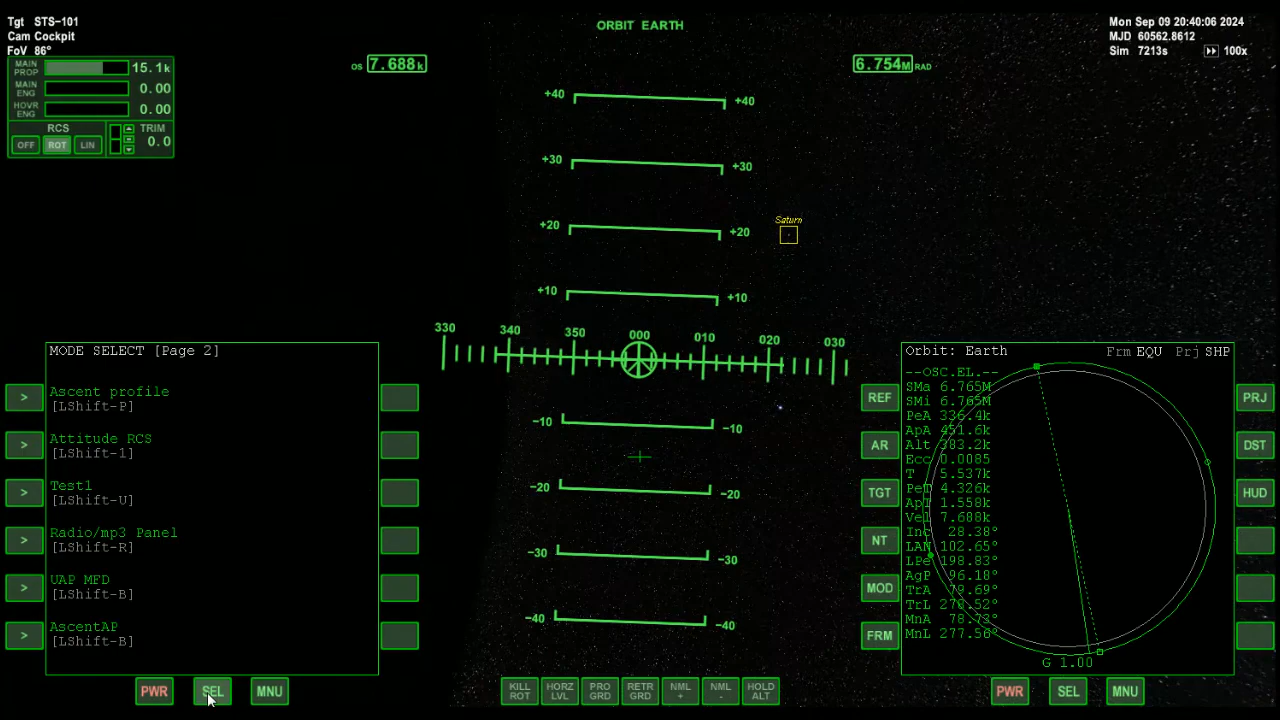 Tgt STS-101
Cam Cockpit
FoV 86°
ORBIT EARTH
Mon Sep 09 20:40:06 2024
MJD 60562.8612
Sim 7213s 100x
MAIN PROP 15.1k
MAIN ENG 0.00
HOVR ENG 0.00
RCS TRIM
OFF ROT LIN 0.0
OS 7.688k
6.754M RAD
+40 +40
+30 +30
Saturn
+20 +20
+10 +10
330 340 350 000 010 020 030
-10 -10
-20 -20
-30 -30
-40 -40
MODE SELECT [Page 2]
> Ascent profile
[LShift-P]
> Attitude RCS
[LShift-1]
> Test1
[LShift-U]
> Radio/mp3 Panel
[LShift-R]
> UAP MFD
[LShift-B]
> AscentAP
[LShift-B]
PWR SEL MNU
KILL ROT
HORZ LVL
PRO GRD
RETR GRD
NML +
NML -
HOLD ALT
Orbit: Earth Frm EQU Prj SHP
--OSC.EL.--
SMa 6.765M
SMi 6.765M
PeA 336.4k
ApA 451.6k
Alt 383.2k
Ecc 0.0085
T 5.537k
PeT 4.326k
ApT 1.558k
Vel 7.688k
Inc 28.38°
LAN 102.65°
LPe 198.83°
AgP 96.18°
TrA 79.69°
TrL 278.52°
MnA 78.73°
MnL 277.56°
G 1.00
REF
AR
TGT
NT
MOD
FRM
PRJ
DST
HUD
PWR SEL MNU